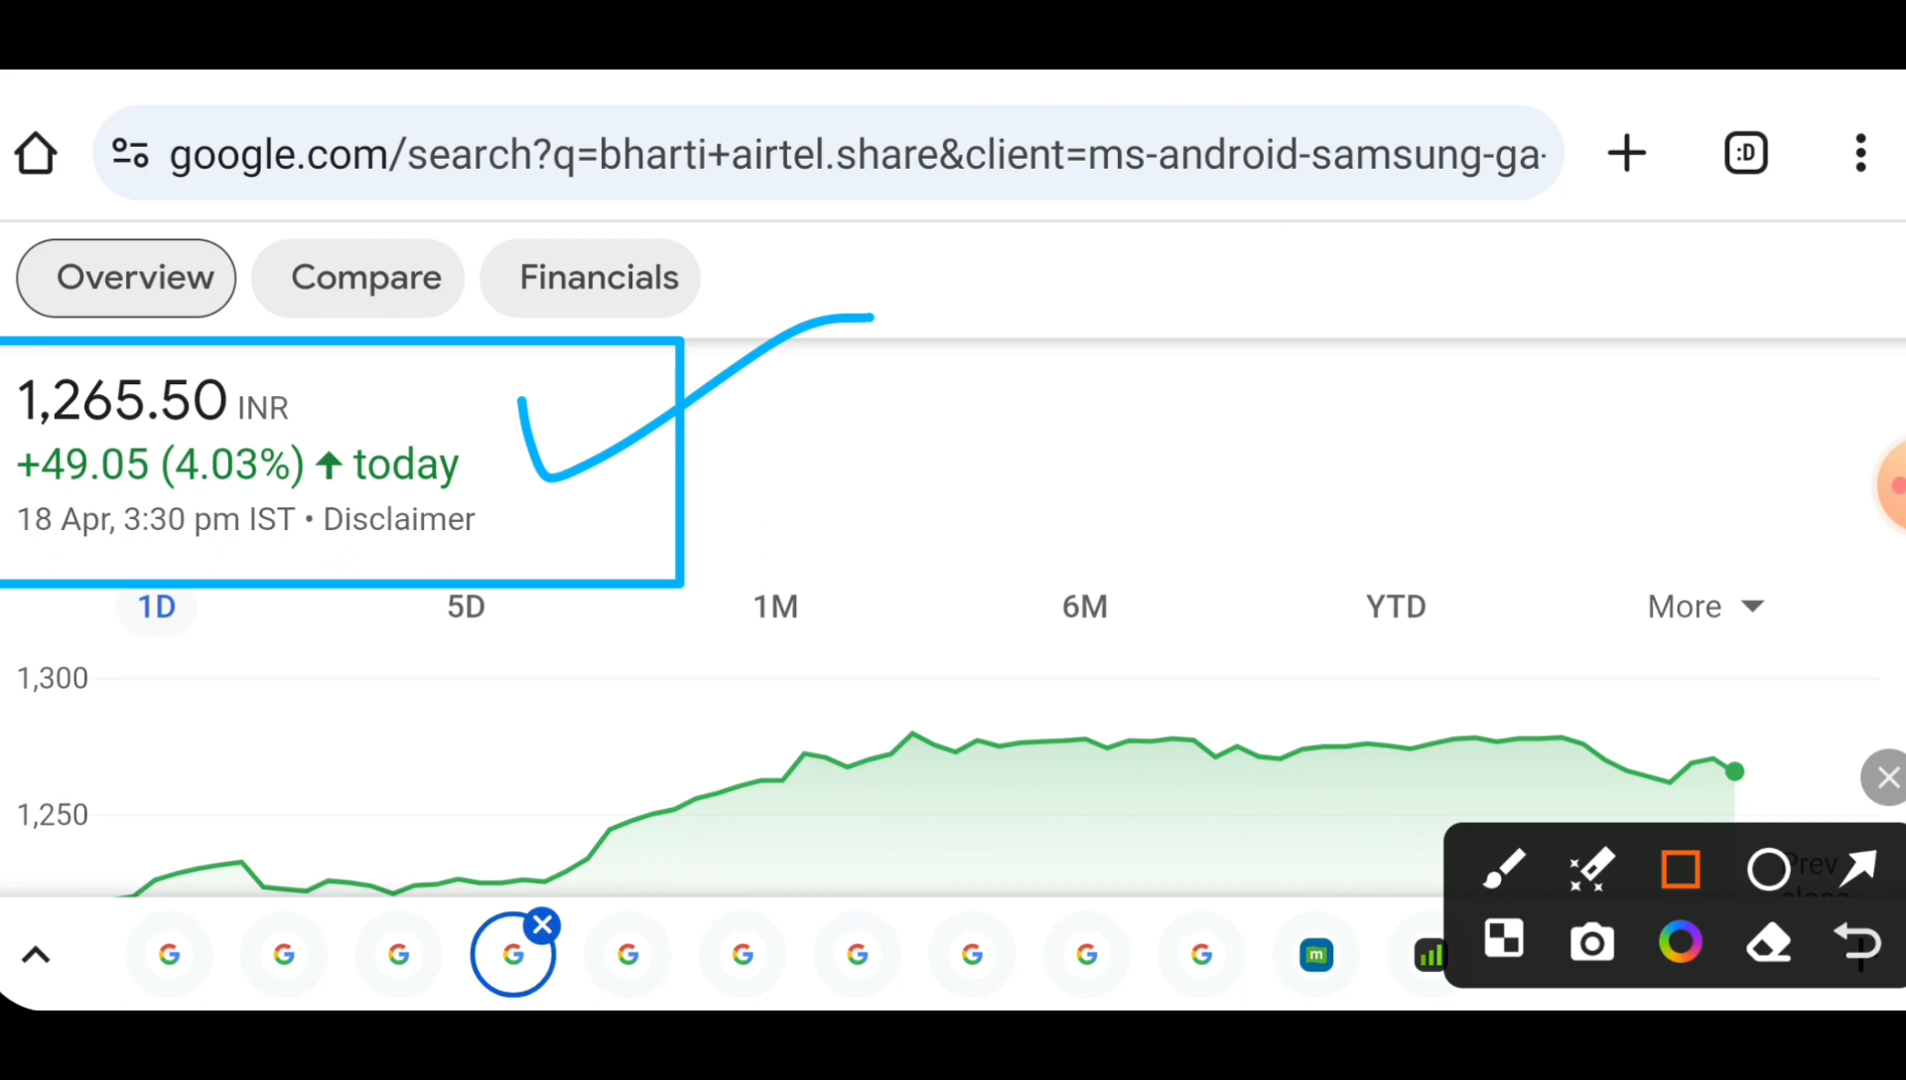 google.com/search?q=bharti+airtel.share&client=ms-android-samsung-ga-
:D
Overview Compare Financials
1,265.50 INR
+49.05 (4.03%) ↑ today
18 Apr, 3:30 pm IST • Disclaimer
1D 5D 1M 6M YTD More
1,300
1,250
Prev
close